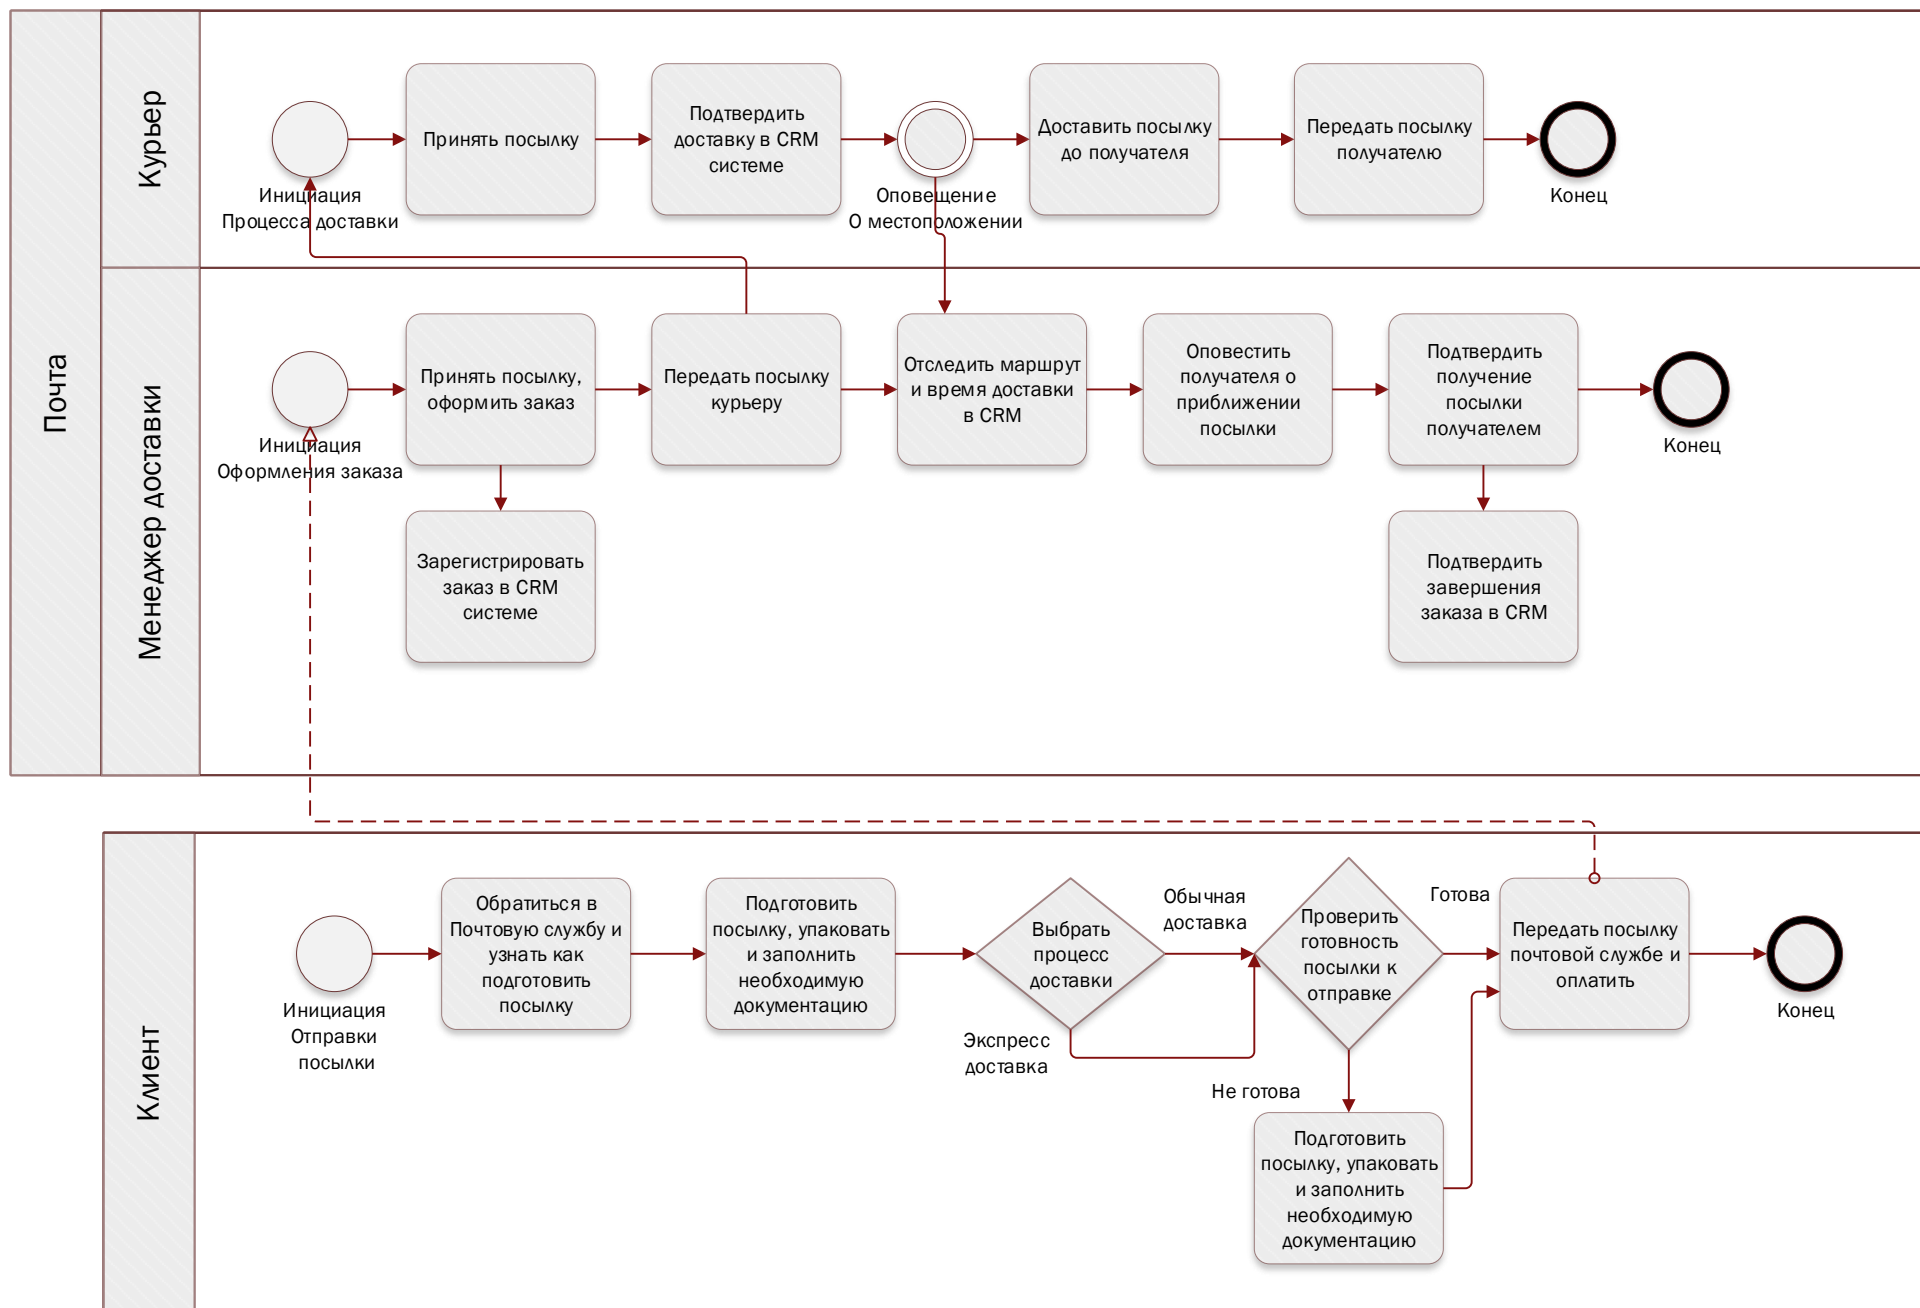 Почта
Курьер
Инициация
Процесса доставки
Принять посылку
Подтвердить
доставку в CRM
системе
Оповещение
О местоположении
Доставить посылку
до получателя
Передать посылку
получателю
Конец
Менеджер доставки
Инициация
Оформления заказа
Принять посылку,
оформить заказ
Передать посылку
курьеру
Отследить маршрут
и время доставки
в CRM
Оповестить
получателя о
приближении
посылки
Подтвердить
получение
посылки
получателем
Конец
Зарегистрировать
заказ в CRM
системе
Подтвердить
завершения
заказа в CRM
Клиент
Инициация
Отправки
посылки
Обратиться в
Почтовую службу и
узнать как
подготовить
посылку
Подготовить
посылку, упаковать
и заполнить
необходимую
документацию
Выбрать
процесс
доставки
Обычная
доставка
Экспресс
доставка
Проверить
готовность
посылки к
отправке
Готова
Не готова
Передать посылку
почтовой службе и
оплатить
Конец
Подготовить
посылку, упаковать
и заполнить
необходимую
документацию